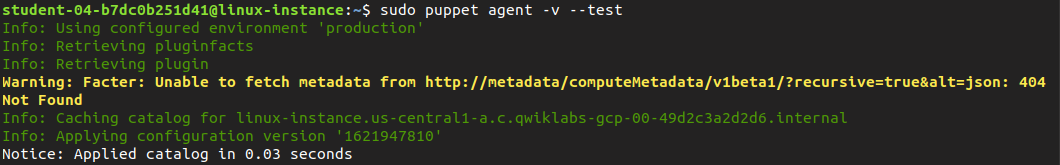 student-04-b7dc0b251d41@linux-instance:~$ sudo puppet agent -v --test
Info: Using configured environment 'production'
Info: Retrieving pluginfacts
Info: Retrieving plugin
Warning: Facter: Unable to fetch metadata from http://metadata/computeMetadata/v1beta1/?recursive=true&alt=json: 404
Not Found
Info: Caching catalog for linux-instance.us-central1-a.c.qwiklabs-gcp-00-49d2c3a2d2d6.internal
Info: Applying configuration version '1621947810'
Notice: Applied catalog in 0.03 seconds